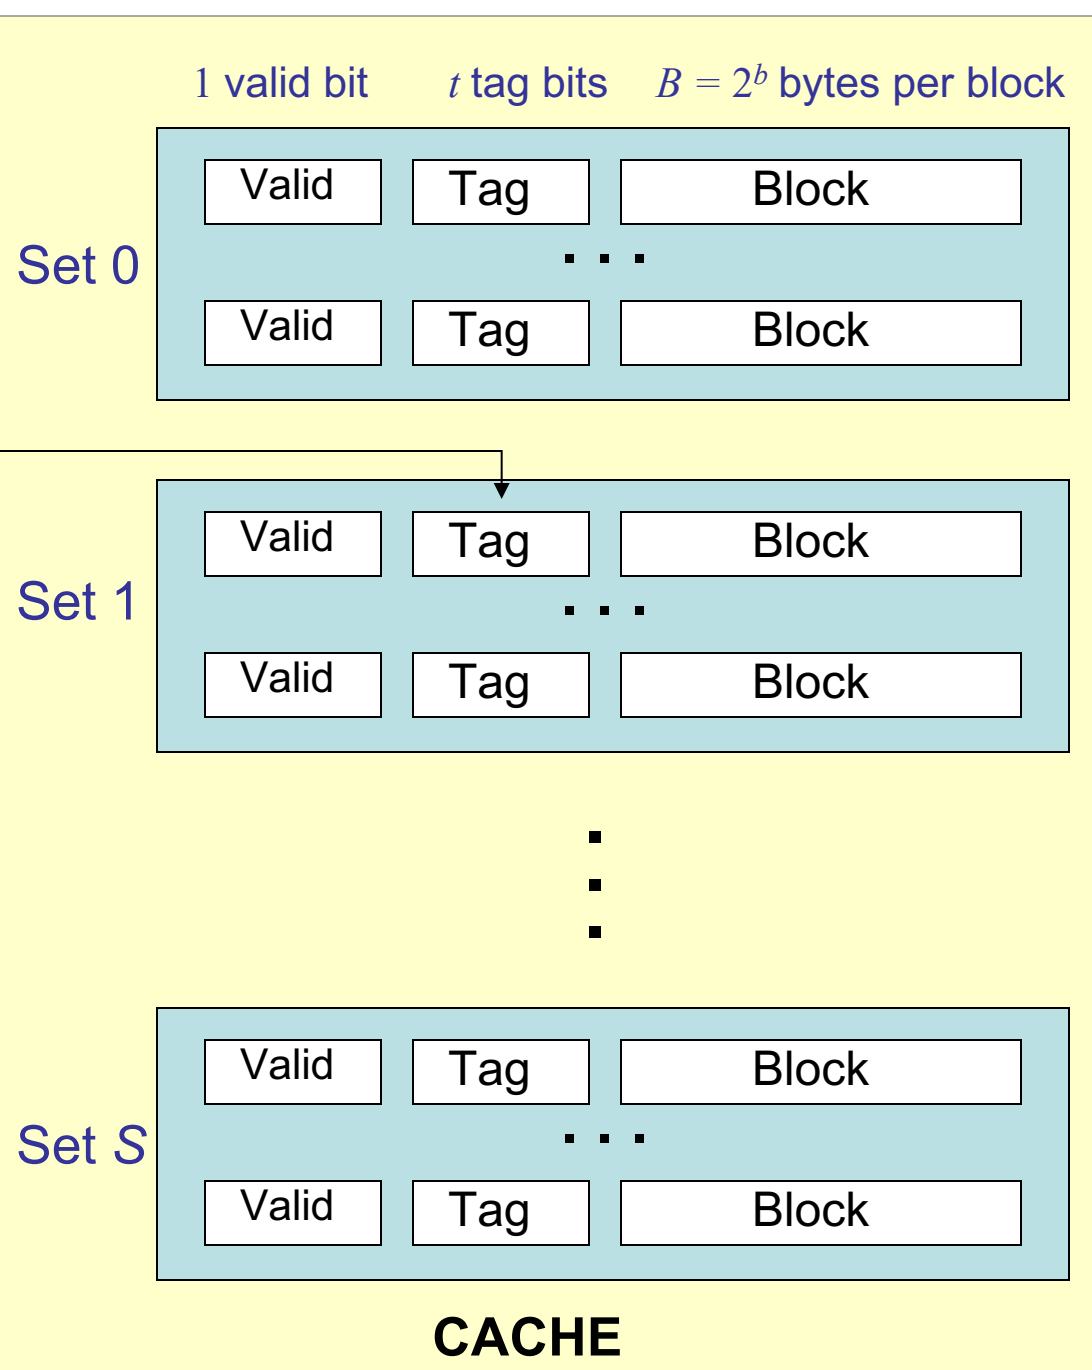 1 valid bit t tag bits B = 2^b bytes per block
Valid Tag Block
Set 0
. . .
Valid Tag Block
Valid Tag Block
Set 1
. . .
Valid Tag Block
.
.
.
Valid Tag Block
Set S
. . .
Valid Tag Block
CACHE